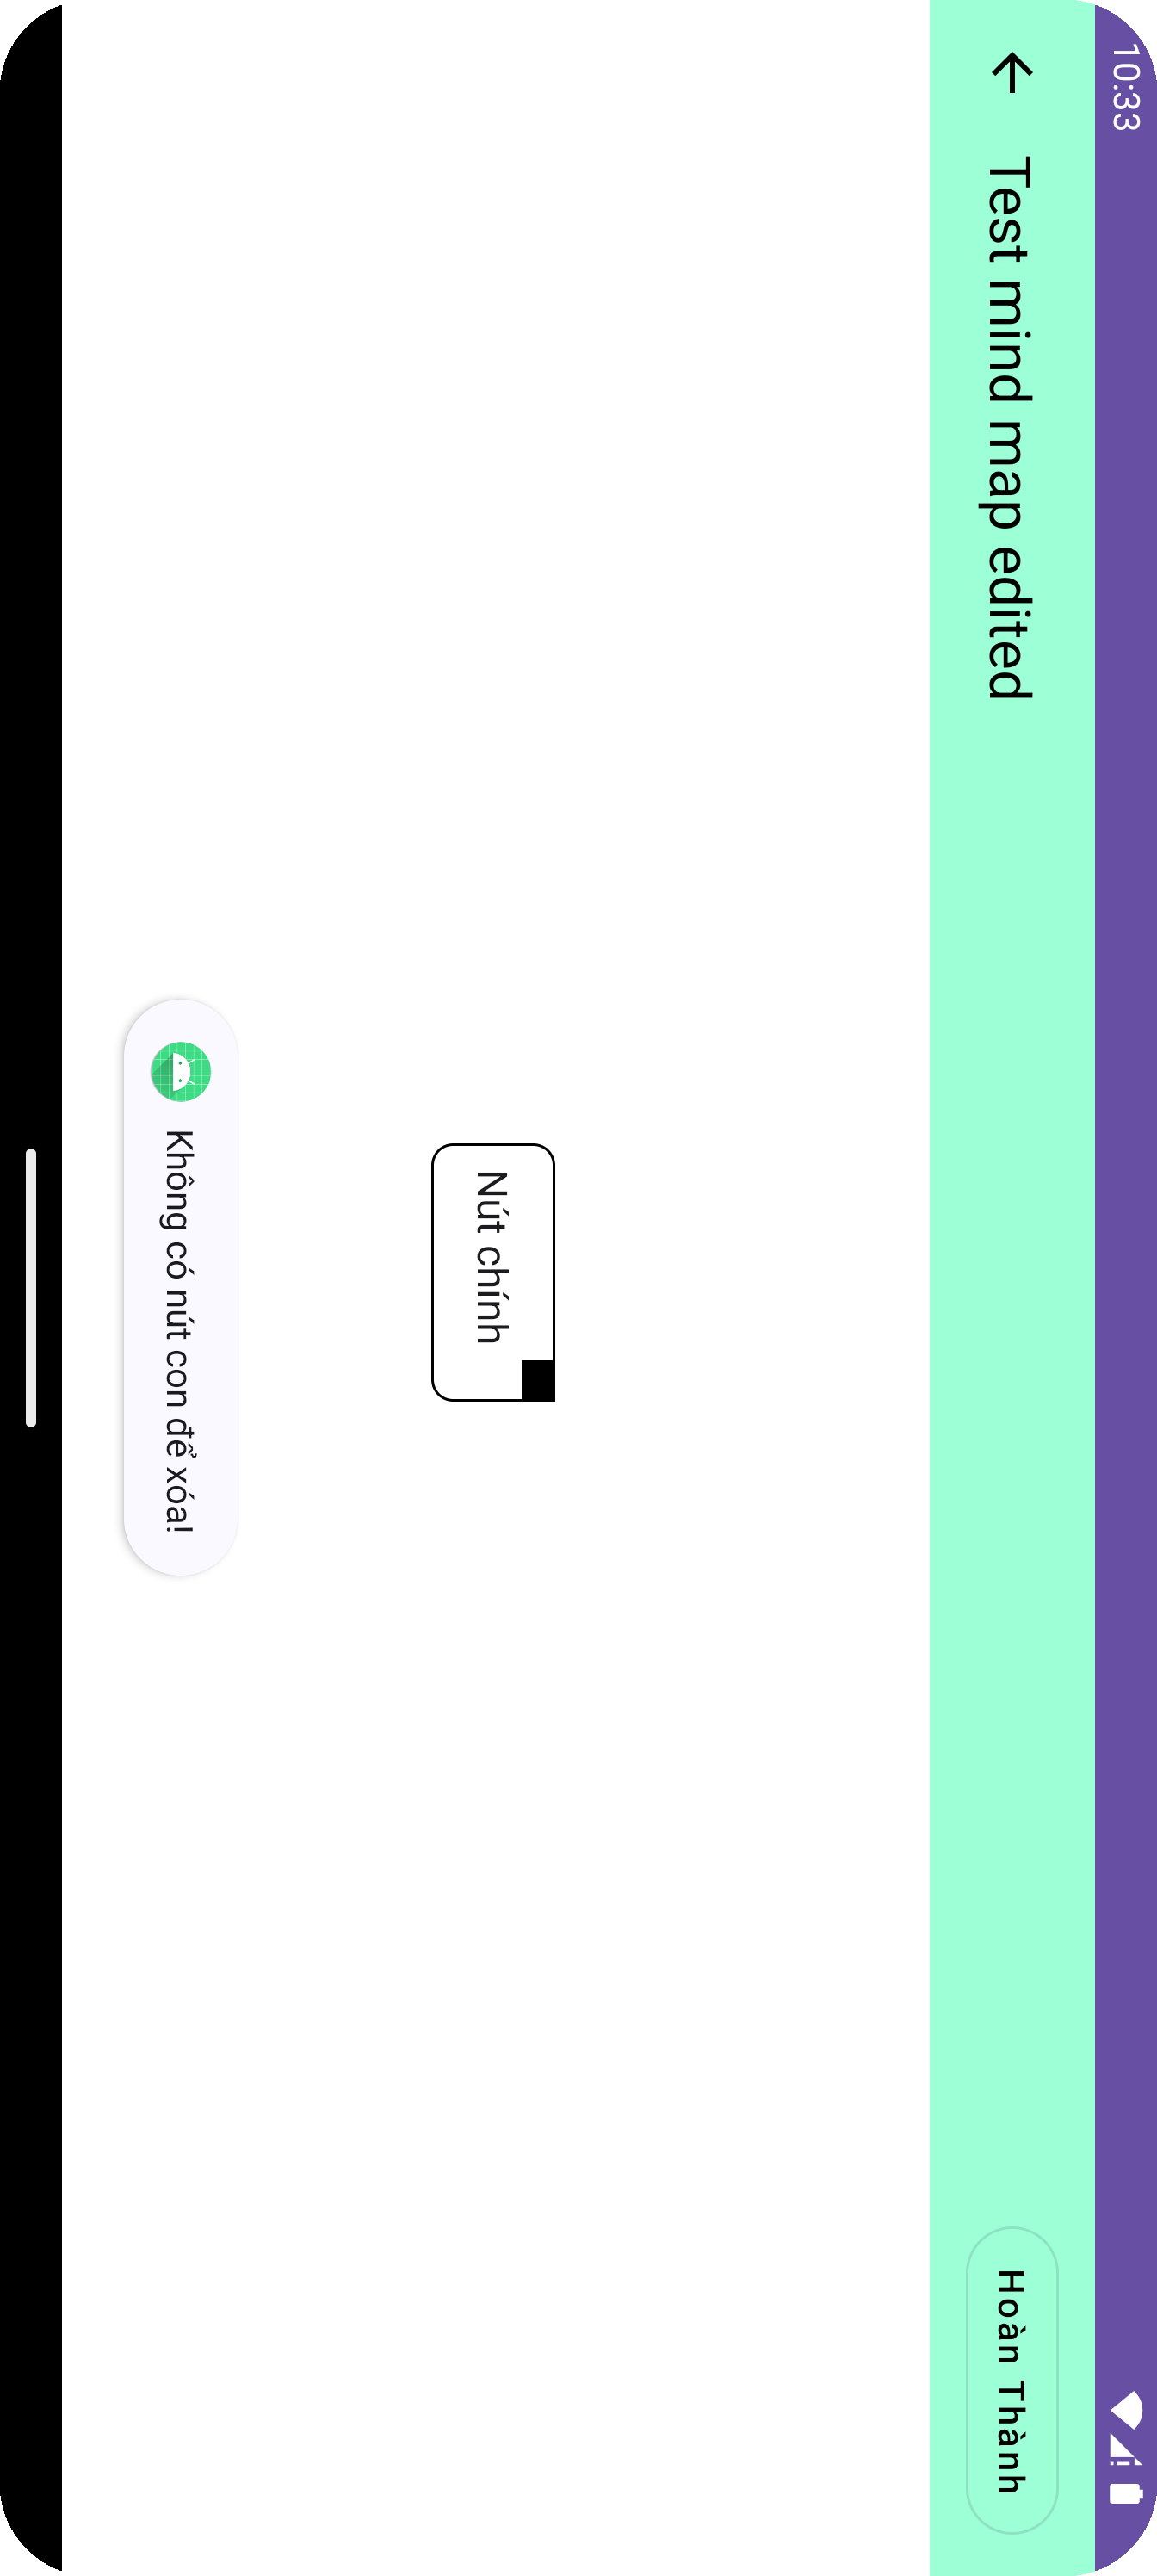 10:33
Test mind map edited
Hoàn Thành
Nút chính
Không có nút con để xóa!